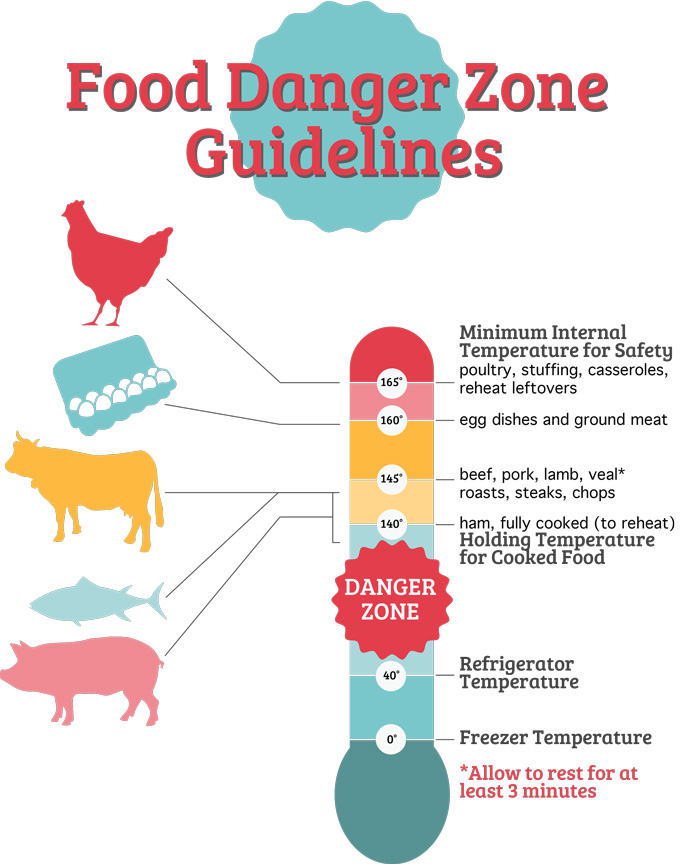 Food Danger Zone
Guidelines
Minimum Internal
Temperature for Safety
165°
poultry, stuffing, casseroles,
reheat leftovers
160°
egg dishes and ground meat
145°
beef, pork, lamb, veal*
roasts, steaks, chops
140°
ham, fully cooked (to reheat)
Holding Temperature
for Cooked Food
DANGER
ZONE
40°
Refrigerator
Temperature
0°
Freezer Temperature
*Allow to rest for at
least 3 minutes